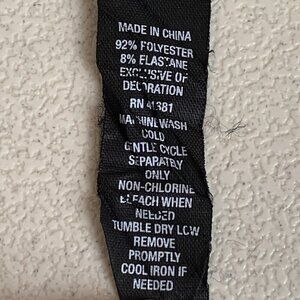 MADE IN CHINA
92% POLYESTER
8% ELASTANE
EXCLUSIVE OF
DECORATION
RN 41381
MACHINE WASH
COLD
GENTLE CYCLE
SEPARATELY
ONLY
NON-CHLORINE
BLEACH WHEN
NEEDED
TUMBLE DRY LOW
REMOVE
PROMPTLY
COOL IRON IF
NEEDED